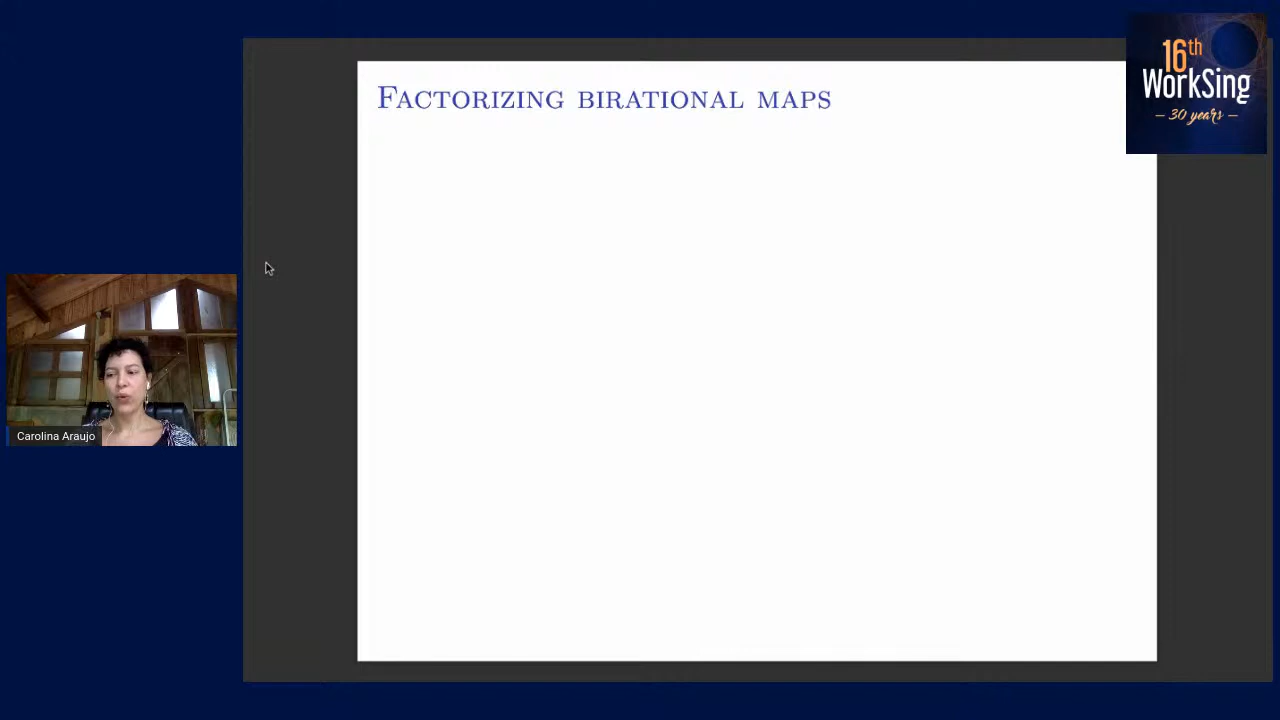 FACTORIZING BIRATIONAL MAPS
16th
WorkSing
— 30 years —
Carolina Araujo